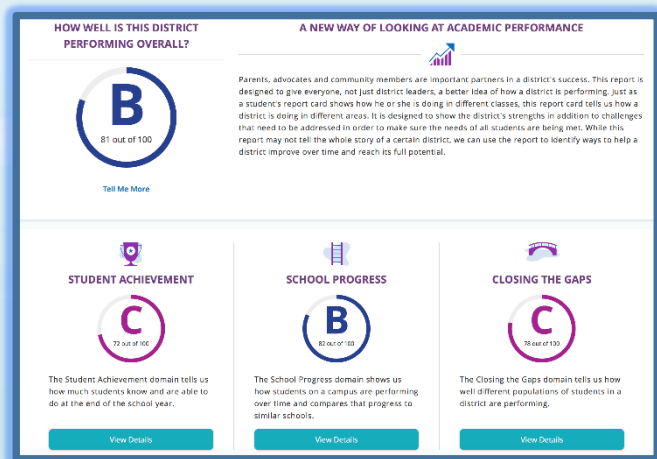 HOW WELL IS THIS DISTRICT
PERFORMING OVERALL?
B
81 out of 100
Tell Me More
A NEW WAY OF LOOKING AT ACADEMIC PERFORMANCE
Parents, advocates and community members are important partners in a district's success. This report is
designed to give everyone, not just district leaders, a better idea of how a district is performing. Just as
a student's report card shows how he or she is doing in different classes, this report card tells us how a
district is doing in different areas. It is designed to show the district's strengths in addition to challenges
that need to be addressed in order to make sure the needs of all students are being met. While this
report may not tell the whole story of a certain district, we can use the report to identify ways to help a
district improve over time and reach its full potential.
STUDENT ACHIEVEMENT
C
72 out of 100
The Student Achievement domain tells us
how much students know and are able to
do at the end of the school year.
View Details
SCHOOL PROGRESS
B
82 out of 100
The School Progress domain shows us
how students on a campus are performing
over time and compares that progress to
similar schools.
View Details
CLOSING THE GAPS
C
78 out of 100
The Closing the Gaps domain tells us how
well different populations of students in a
district are performing.
View Details